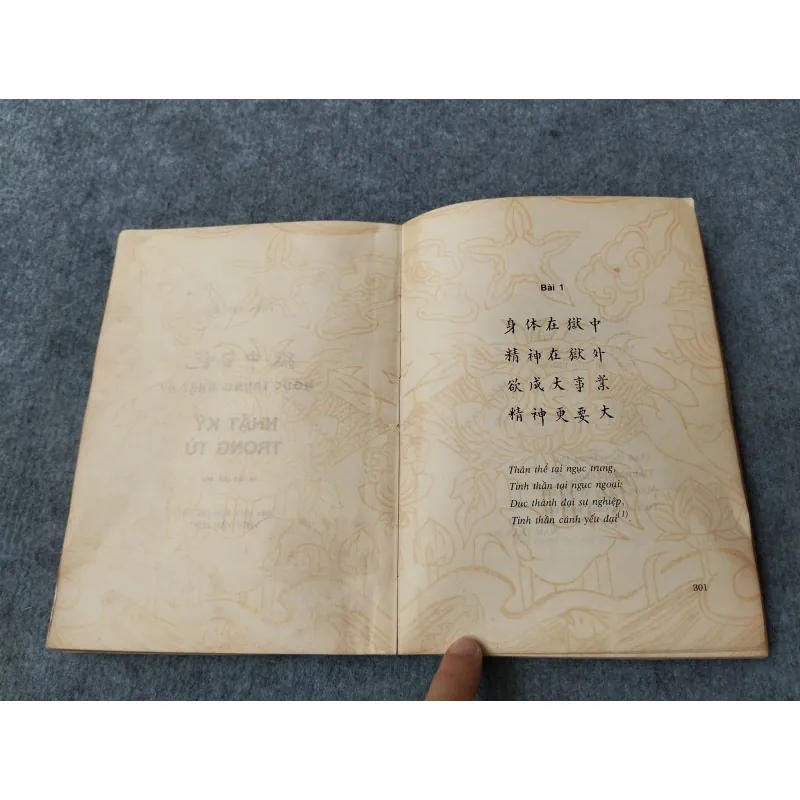 NHẬT KÝ
TRONG TÙ
Bài 1
身体在獄中
精神在獄外
欲成大事業
精神更要大
Thân thể tại ngục trung,
Tinh thần tại ngục ngoại;
Dục thành đại sự nghiệp,
Tinh thần cánh yếu đại(1)
301